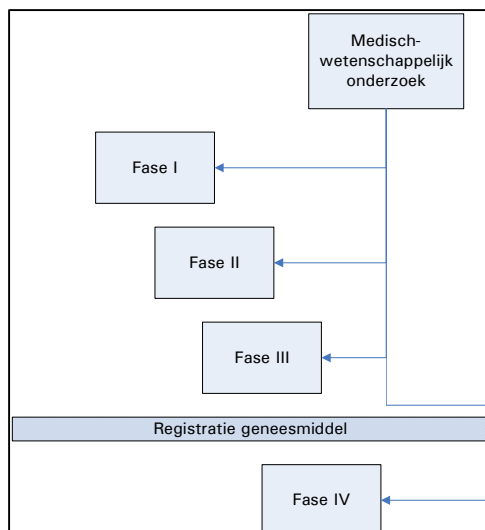 Medisch-
wetenschappelijk
onderzoek
Fase I
Fase II
Fase III
Registratie geneesmiddel
Fase IV